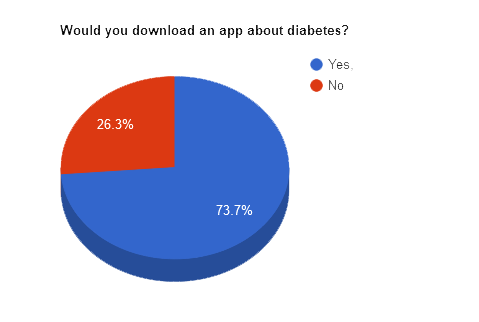 Would you download an app about diabetes?
Yes,
No
26.3%
73.7%